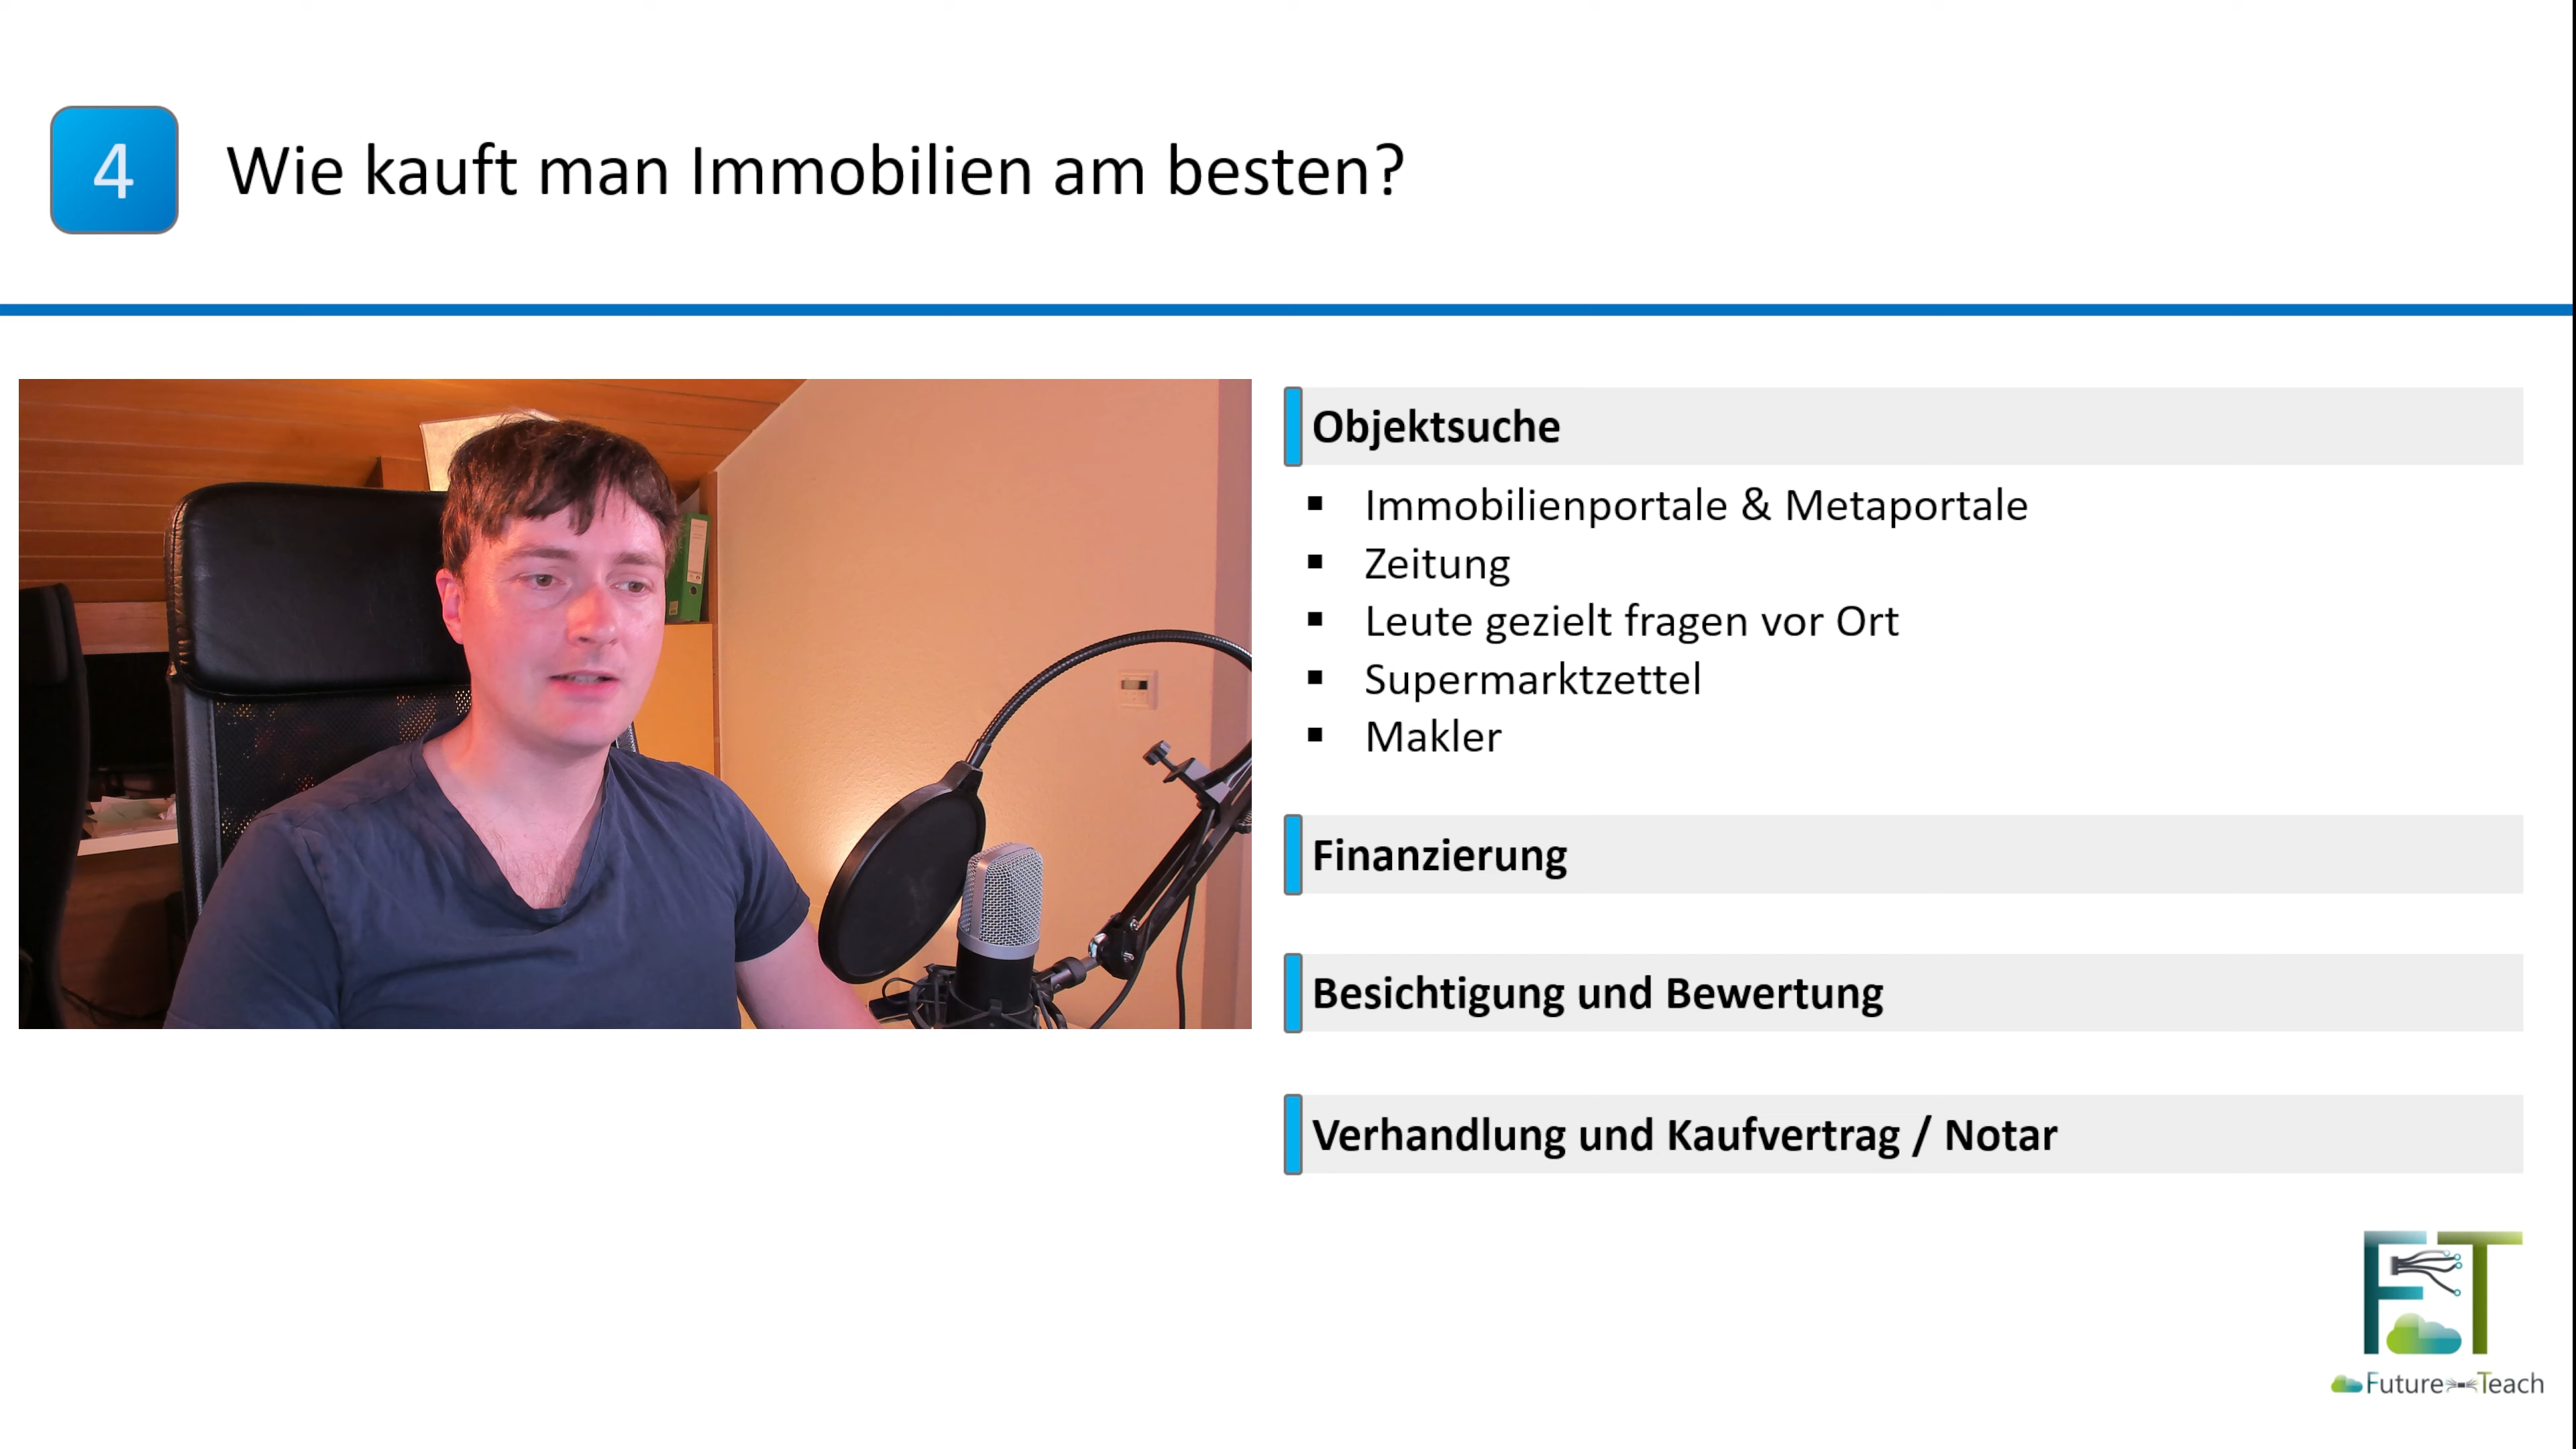 4
Wie kauft man Immobilien am besten?
Objektsuche
Immobilienportale & Metaportale
Zeitung
Leute gezielt fragen vor Ort
Supermarktzettel
Makler
Finanzierung
Besichtigung und Bewertung
Verhandlung und Kaufvertrag / Notar
FT
Future Teach